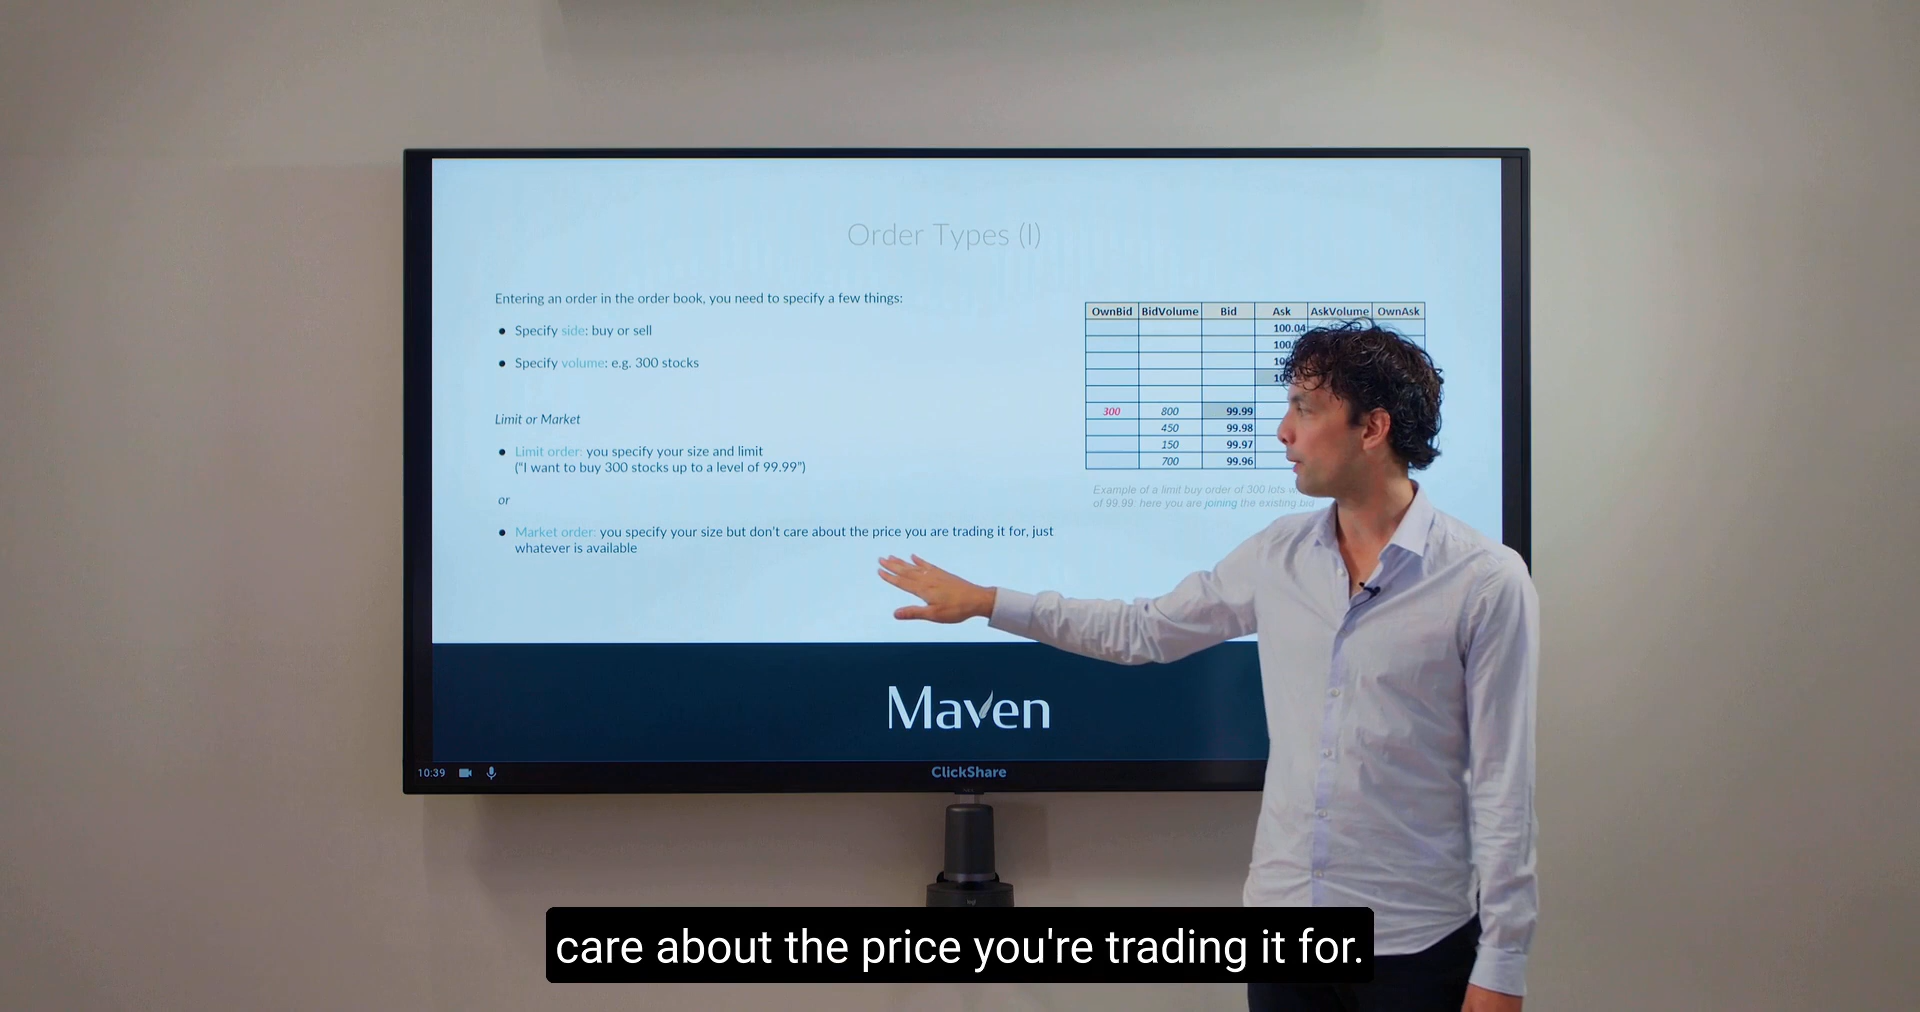 Order Types (I)
Entering an order in the order book, you need to specify a few things:
Specify side: buy or sell
Specify volume: e.g. 300 stocks
Limit or Market
Limit order: you specify your size and limit
("I want to buy 300 stocks up to a level of 99.99")
or
Market order: you specify your size but don't care about the price you are trading it for, just
whatever is available
OwnBid BidVolume Bid Ask AskVolume OwnAsk
100.04
300 800 99.99
450 99.98
150 99.97
700 99.96
Example of a limit buy order of 300 lots
of 99.99: here you are joining the existing bid
Maven
10:39
ClickShare
care about the price you're trading it for.